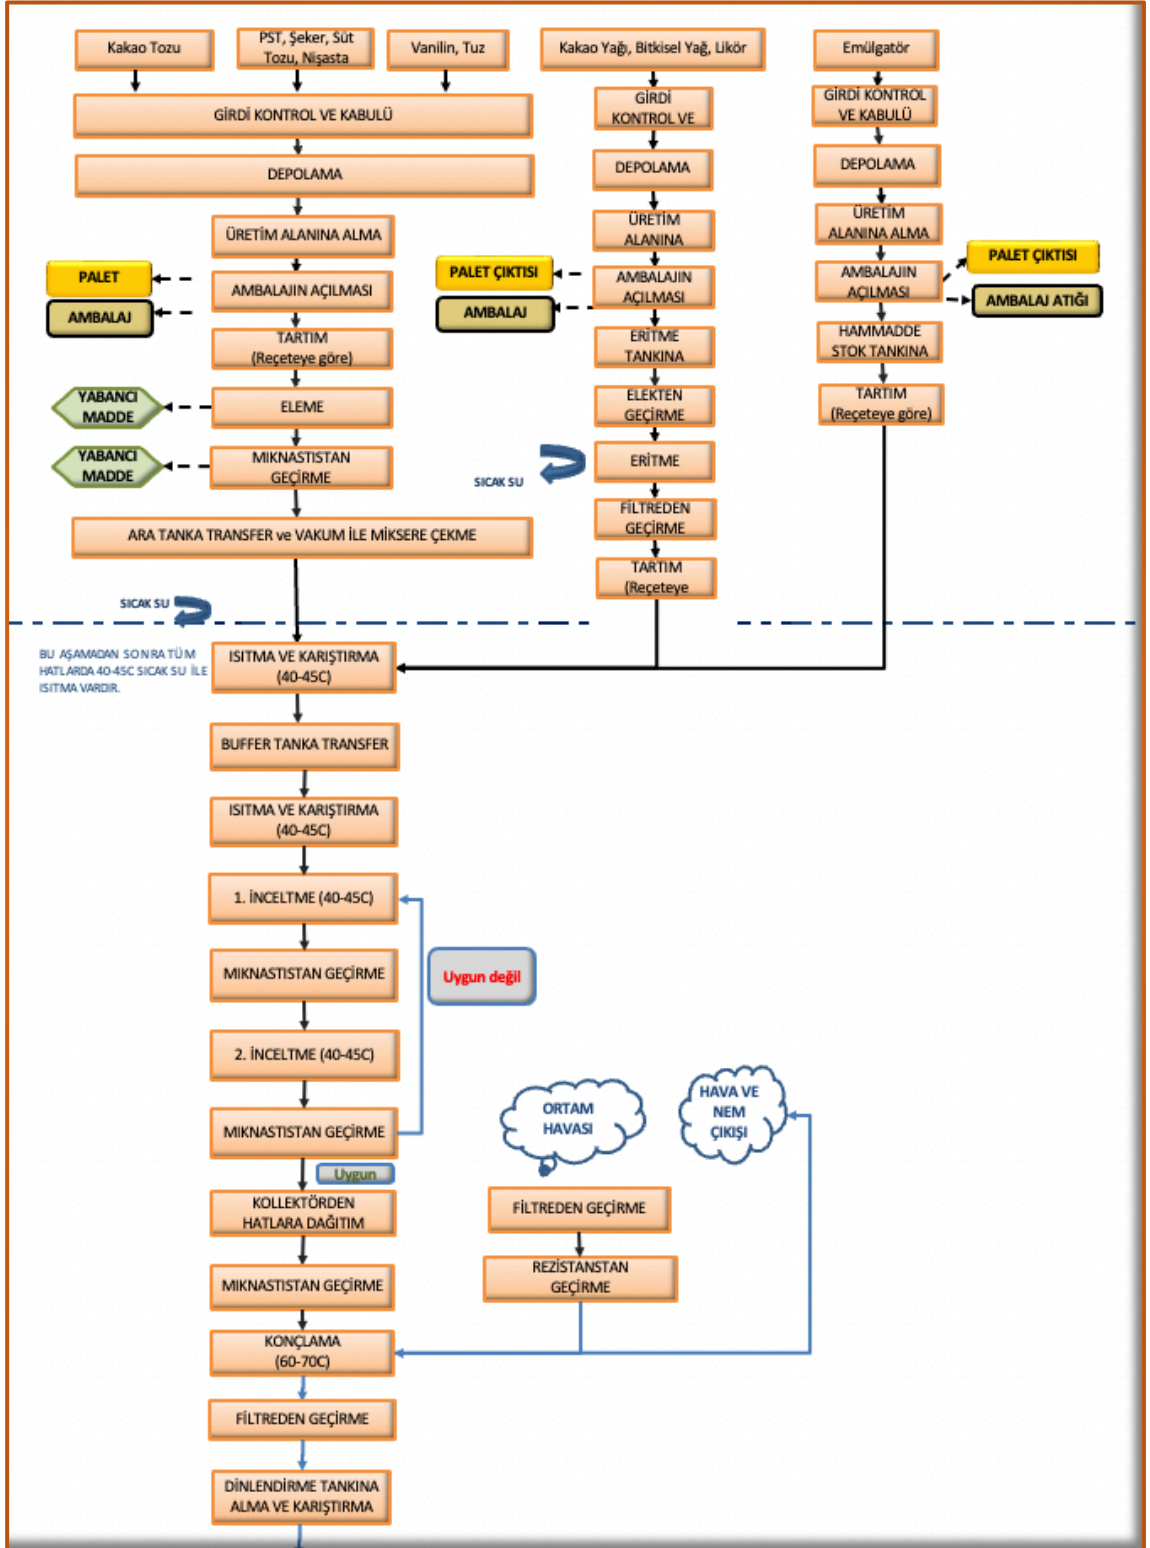 Kakao Tozu
PST, Şeker, Süt
Tozu, Nişasta
Vanilin, Tuz
GİRDİ KONTROL VE KABULÜ
DEPOLAMA
ÜRETİM ALANINA ALMA
PALET
AMBALAJ
AMBALAJIN AÇILMASI
TARTIM
(Reçeteye göre)
YABANCI
MADDE
ELEME
YABANCI
MADDE
MIKNASTISTAN
GEÇİRME
ARA TANKA TRANSFER ve VAKUM İLE MİKSERE ÇEKME
Kakao Yağı, Bitkisel Yağ, Likör
GİRDİ
KONTROL VE
DEPOLAMA
ÜRETİM
ALANINA
PALET ÇIKTISI
AMBALAJ
AMBALAJIN
AÇILMASI
ERİTME
TANKINA
ELEKTEN
GEÇİRME
SICAK SU
ERİTME
FİLTREDEN
GEÇİRME
TARTIM
(Reçeteye
Emülgatör
GİRDİ KONTROL
VE KABULÜ
DEPOLAMA
ÜRETİM
ALANINA ALMA
AMBALAJIN
AÇILMASI
PALET ÇIKTISI
AMBALAJ ATIĞI
HAMMADDE
STOK TANKINA
TARTIM
(Reçeteye göre)
SICAK SU
BU AŞAMADAN SONRA TÜM
HATLARDA 40-45C SICAK SU İLE
ISITMA VARDIR.
ISITMA VE KARIŞTIRMA
(40-45C)
BUFFER TANKA TRANSFER
ISITMA VE KARIŞTIRMA
(40-45C)
1. İNCELTME (40-45C)
MIKNASTISTAN GEÇİRME
Uygun değil
2. İNCELTME (40-45C)
MIKNASTISTAN GEÇİRME
Uygun
KOLLEKTÖRDEN
HATLARA DAĞITIM
MIKNASTISTAN GEÇİRME
ORTAM
HAVASI
HAVA VE
NEM
ÇIKIŞI
FİLTREDEN GEÇİRME
REZİSTANSTAN
GEÇİRME
KONÇLAMA
(60-70C)
FİLTREDEN GEÇİRME
DİNLENDİRME TANKINA
ALMA VE KARIŞTIRMA